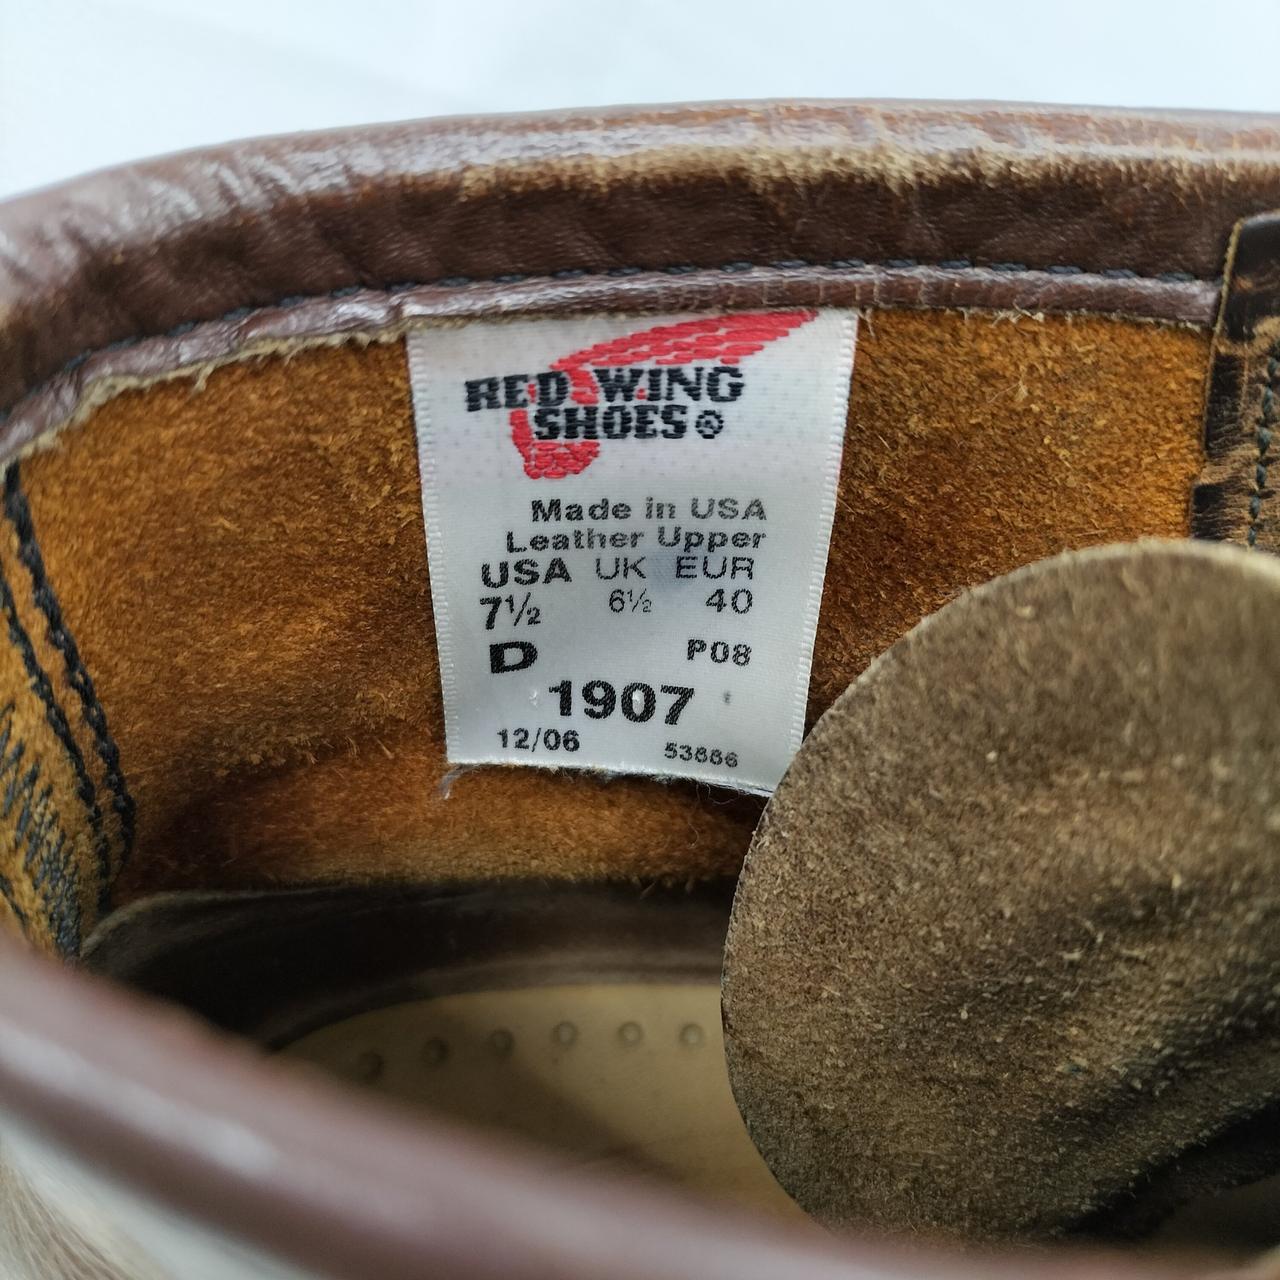 RED WING
SHOES®
Made in USA
Leather Upper
USA UK EUR
7½ 6½ 40
D P08
1907
12/06 53886